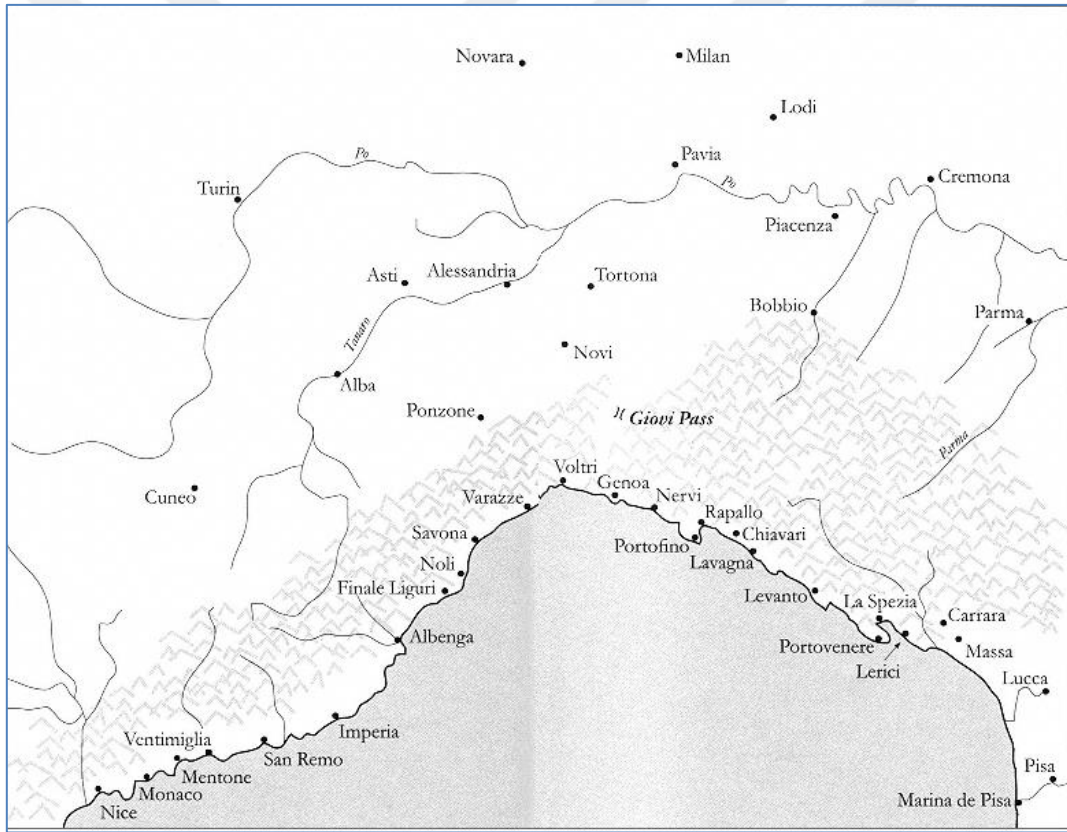 Novara
Milan
Lodi
Po
Pavia
Turin
Po
Cremona
Piacenza
Asti
Alessandria
Tortona
Bobbio
Parma
Tanaro
Novi
Alba
Ponzone
Giovi Pass
Parma
Voltri
Cuneo
Genoa
Varazze
Nervi
Rapallo
Savona
Chiavari
Portofino
Lavagna
Noli
Finale Liguri
Levanto
La Spezia
Carrara
Albenga
Portovenere
Massa
Lerici
Lucca
Imperia
Ventimiglia
San Remo
Mentone
Pisa
Monaco
Nice
Marina de Pisa